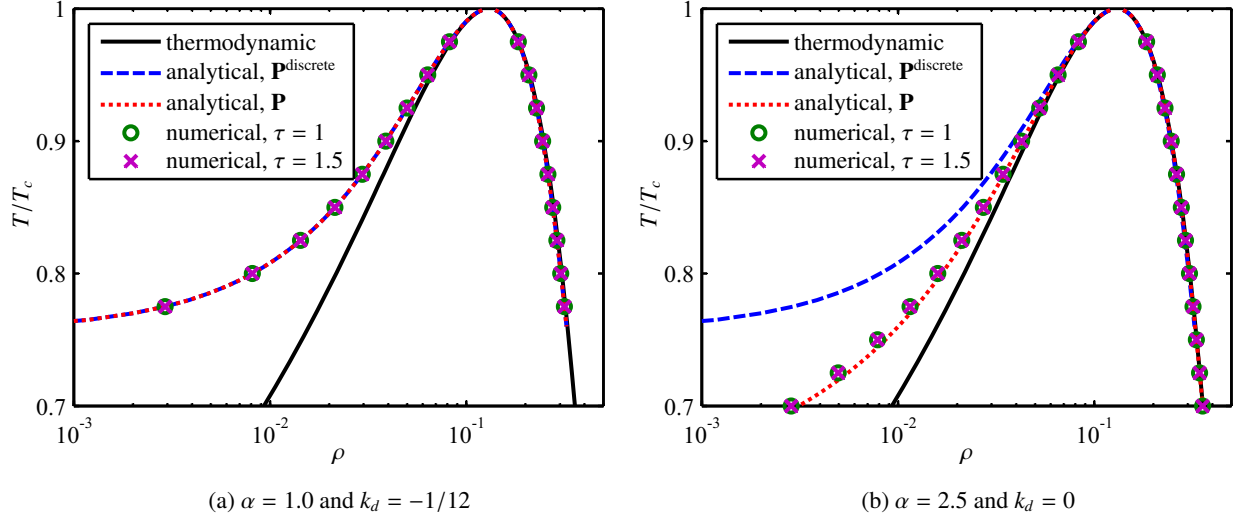 1
0.9
0.8
0.7
T/Tc
thermodynamic
analytical, P^discrete
analytical, P
numerical, τ = 1
numerical, τ = 1.5
10^-3
10^-2
10^-1
ρ
(a) α = 1.0 and k_d = −1/12
1
0.9
0.8
0.7
T/Tc
thermodynamic
analytical, P^discrete
analytical, P
numerical, τ = 1
numerical, τ = 1.5
10^-3
10^-2
10^-1
ρ
(b) α = 2.5 and k_d = 0